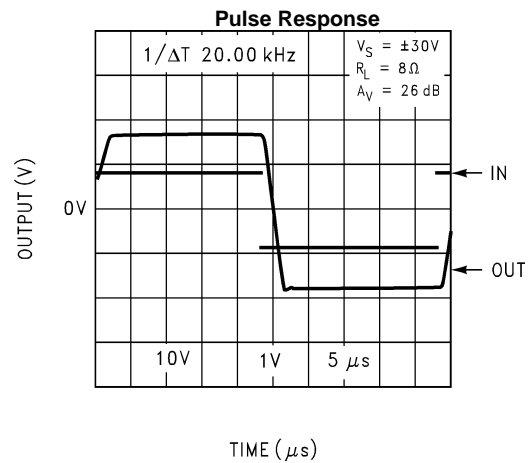 Pulse Response
1/ΔT 20.00 kHz
V_S = ±30V
R_L = 8Ω
A_V = 26 dB
OUTPUT (V)
0V
IN
OUT
10V 1V 5 µs
TIME (µs)